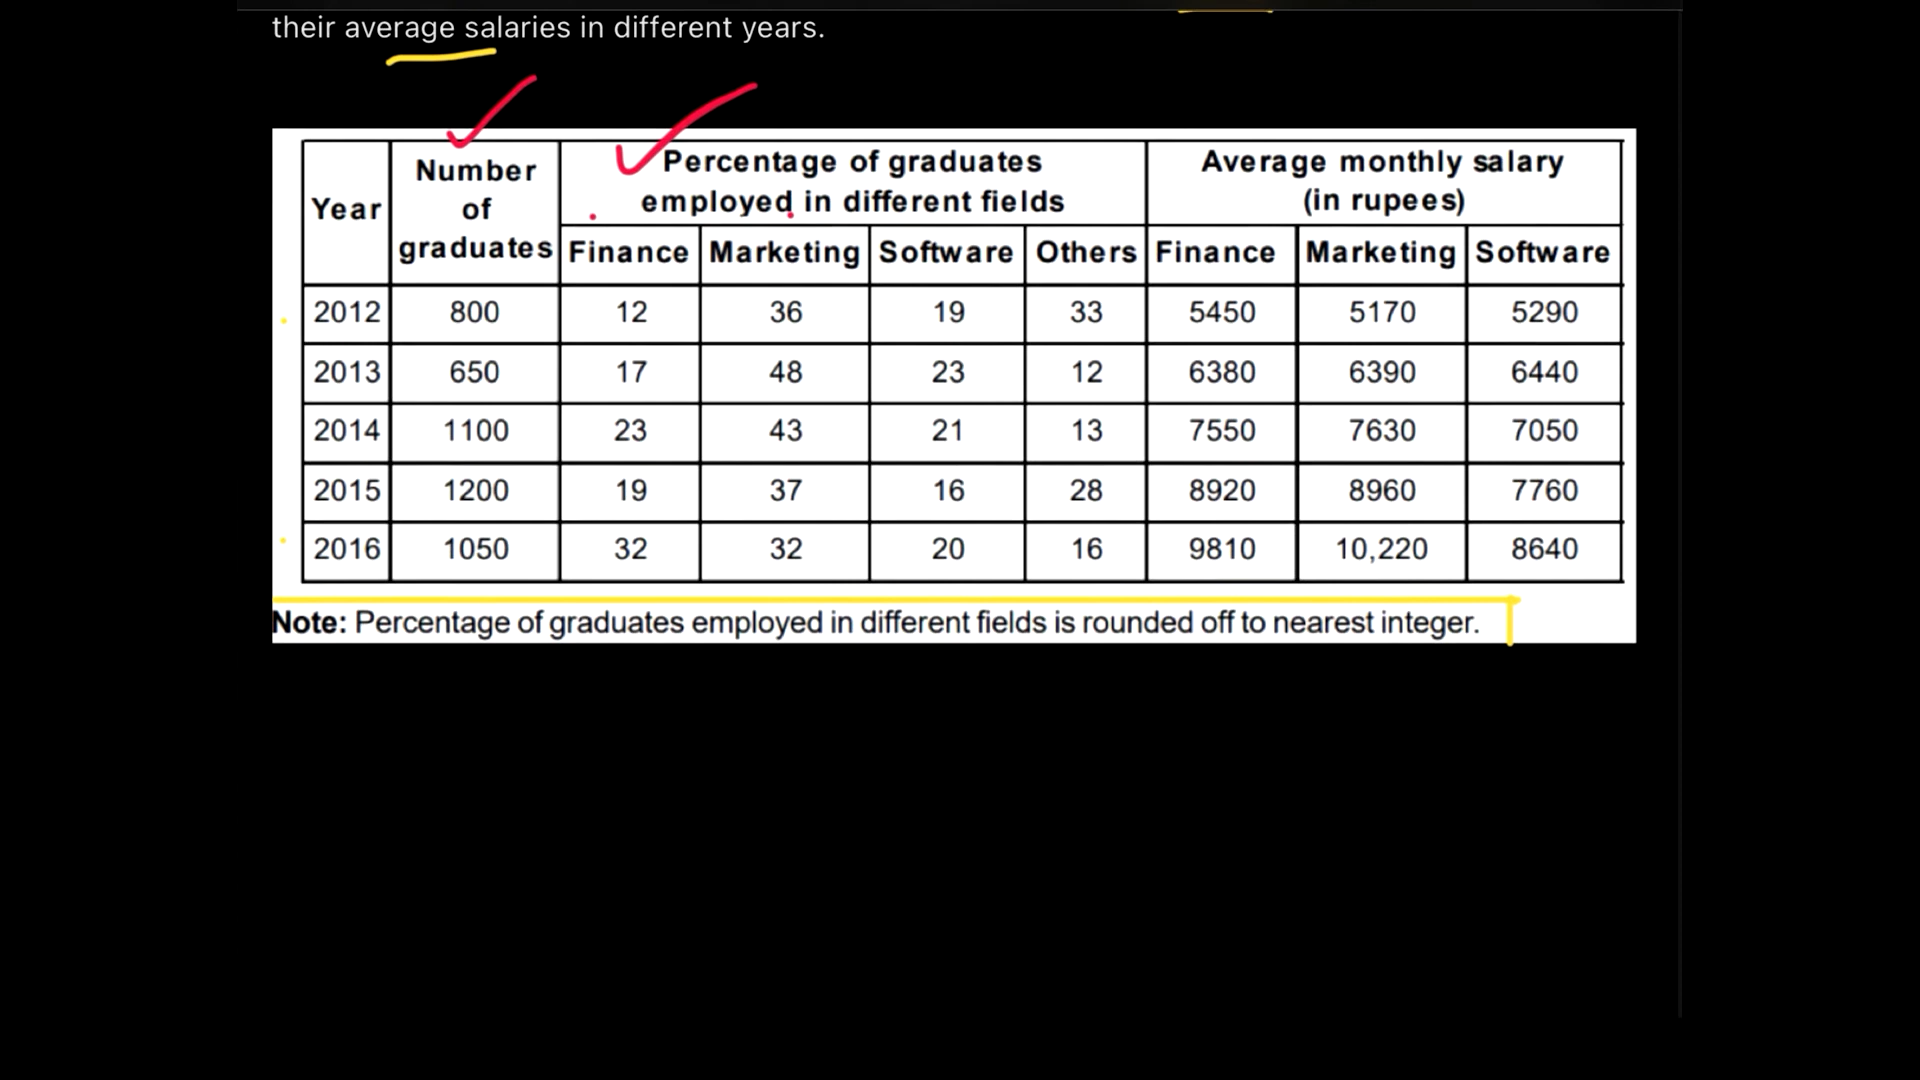 their average salaries in different years.
Year Number of graduates Percentage of graduates employed in different fields Average monthly salary (in rupees)
Finance Marketing Software Others Finance Marketing Software
2012 800 12 36 19 33 5450 5170 5290
2013 650 17 48 23 12 6380 6390 6440
2014 1100 23 43 21 13 7550 7630 7050
2015 1200 19 37 16 28 8920 8960 7760
2016 1050 32 32 20 16 9810 10,220 8640
Note: Percentage of graduates employed in different fields is rounded off to nearest integer.